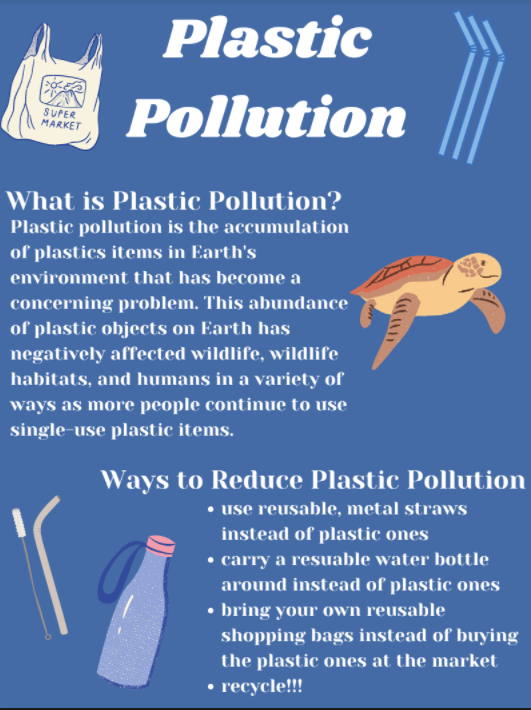 Plastic
Pollution
SUPER
MARKET
What is Plastic Pollution?
Plastic pollution is the accumulation
of plastics items in Earth's
environment that has become a
concerning problem. This abundance
of plastic objects on Earth has
negatively affected wildlife, wildlife
habitats, and humans in a variety of
ways as more people continue to use
single-use plastic items.
Ways to Reduce Plastic Pollution
• use reusable, metal straws
instead of plastic ones
• carry a resuable water bottle
around instead of plastic ones
• bring your own reusable
shopping bags instead of buying
the plastic ones at the market
• recycle!!!